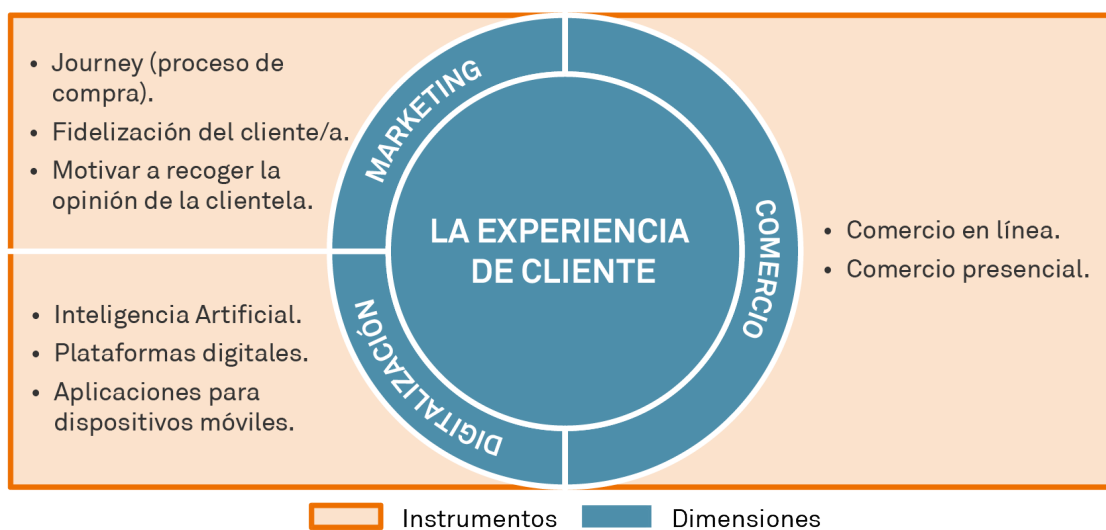 • Journey (proceso de
compra).
• Fidelización del cliente/a.
• Motivar a recoger la
opinión de la clientela.
MARKETING
• Inteligencia Artificial.
• Plataformas digitales.
• Aplicaciones para
dispositivos móviles.
DIGITALIZACIÓN
LA EXPERIENCIA
DE CLIENTE
COMERCIO
• Comercio en línea.
• Comercio presencial.
Instrumentos
Dimensiones